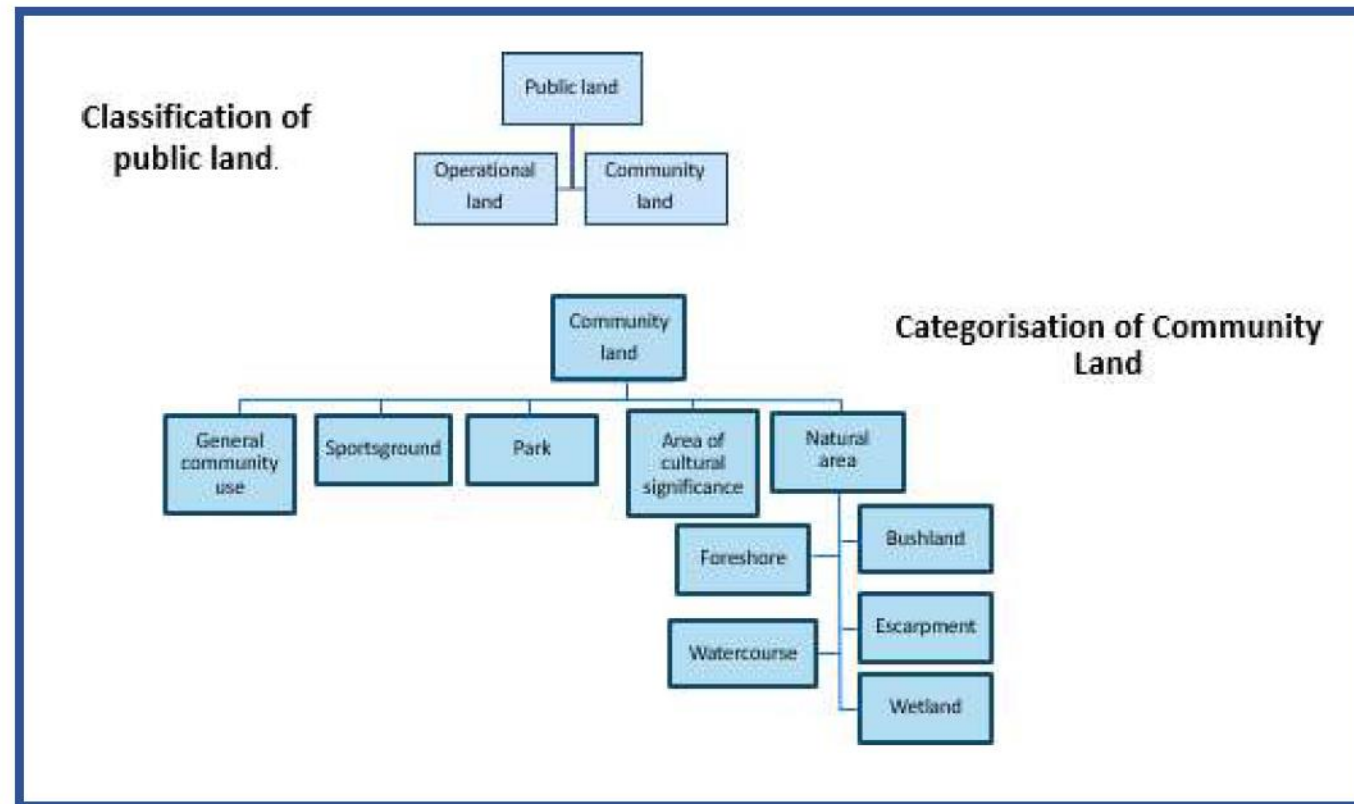 Classification of
public land.
Public land
Operational
land
Community
land
Categorisation of Community
Land
Community
land
General
community
use
Sportsground
Park
Area of
cultural
significance
Natural
area
Foreshore
Bushland
Watercourse
Escarpment
Wetland